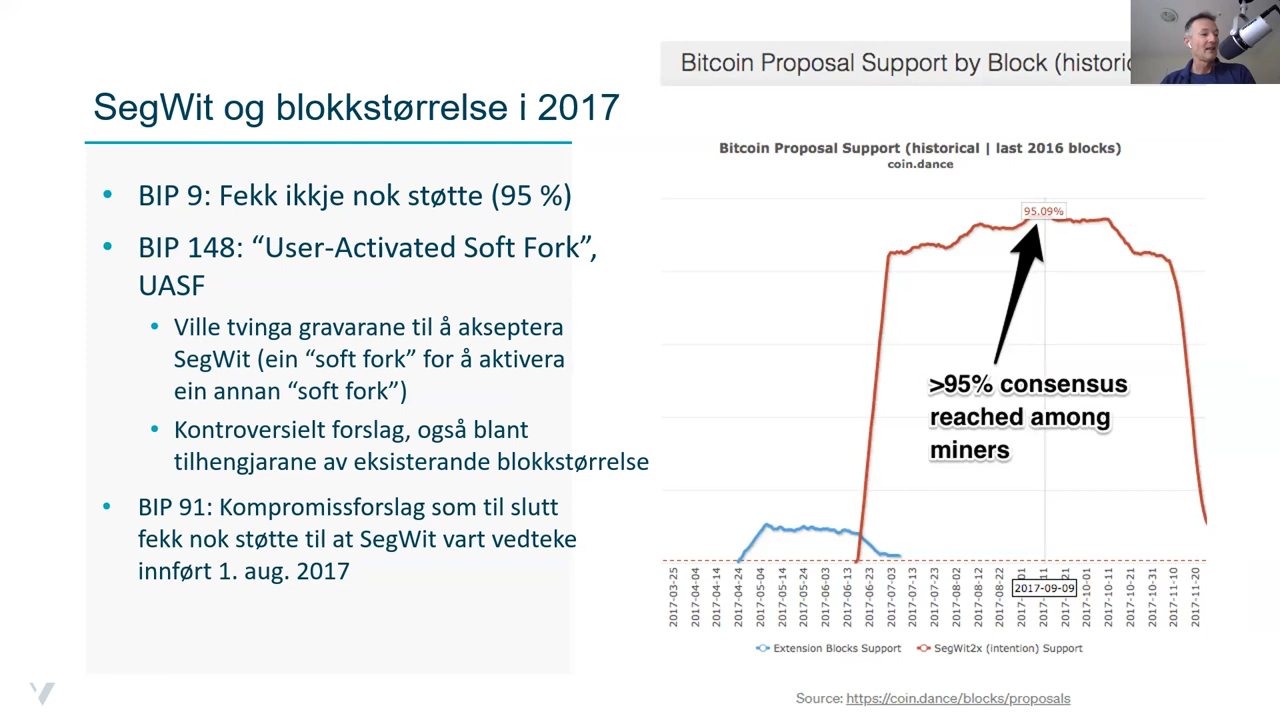 Bitcoin Proposal Support by Block (historic
SegWit og blokkstørrelse i 2017
• BIP 9: Fekk ikkje nok støtte (95 %)
• BIP 148: “User-Activated Soft Fork”,
UASF
• Ville tvinga gravarane til å akseptera
SegWit (ein “soft fork” for å aktivera
ein annan “soft fork”)
• Kontroversielt forslag, også blant
tilhengjarane av eksisterande blokkstørrelse
• BIP 91: Kompromissforslag som til slutt
fekk nok støtte til at SegWit vart vedteke
innført 1. aug. 2017
Bitcoin Proposal Support (historical | last 2016 blocks)
coin.dance
95.09%
>95% consensus
reached among
miners
2017-03-25
2017-04-04
2017-04-14
2017-04-24
2017-05-04
2017-05-14
2017-05-24
2017-06-03
2017-06-13
2017-06-23
2017-07-03
2017-07-13
2017-07-23
2017-08-02
2017-08-12
2017-08-22
2017-09-09
2017-10-01
2017-10-11
2017-10-21
2017-10-31
2017-11-10
2017-11-20
Extension Blocks Support
SegWit2x (intention) Support
Source: https://coin.dance/blocks/proposals